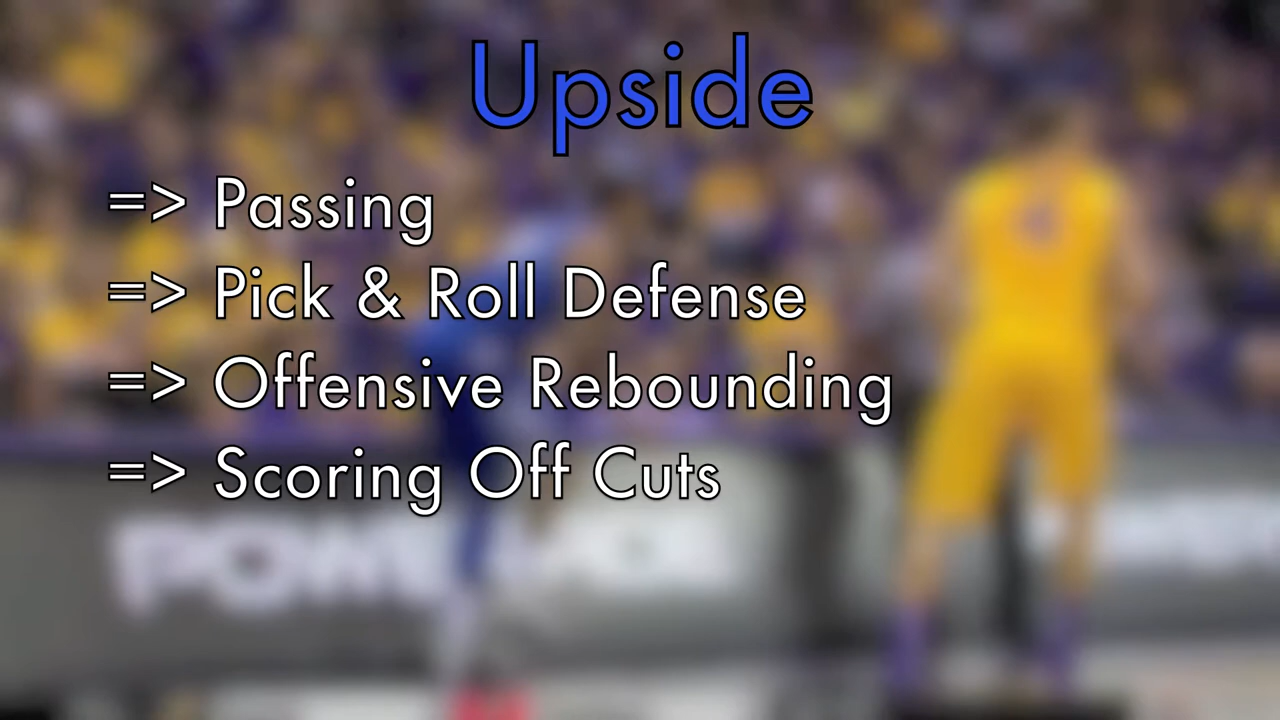 Upside
=> Passing
=> Pick & Roll Defense
=> Offensive Rebounding
=> Scoring Off Cuts